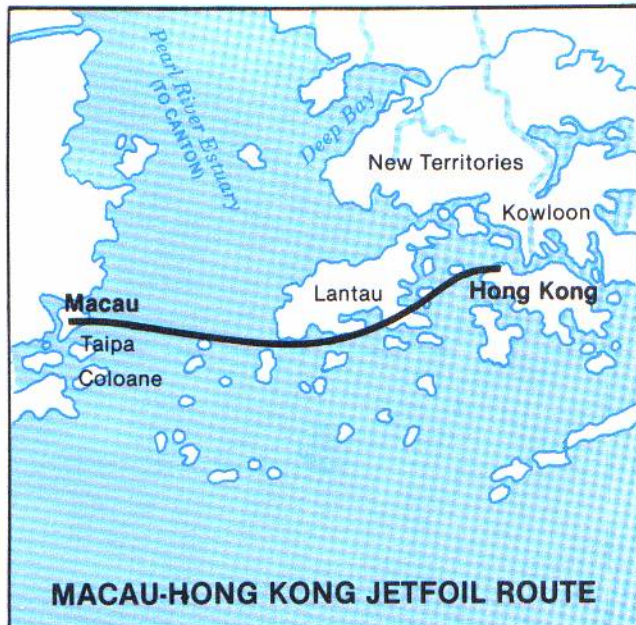 Pearl River Estuary
(TO CANTON)
Deep Bay
New Territories
Kowloon
Lantau
Hong Kong
Macau
Taipa
Coloane
MACAU-HONG KONG JETFOIL ROUTE